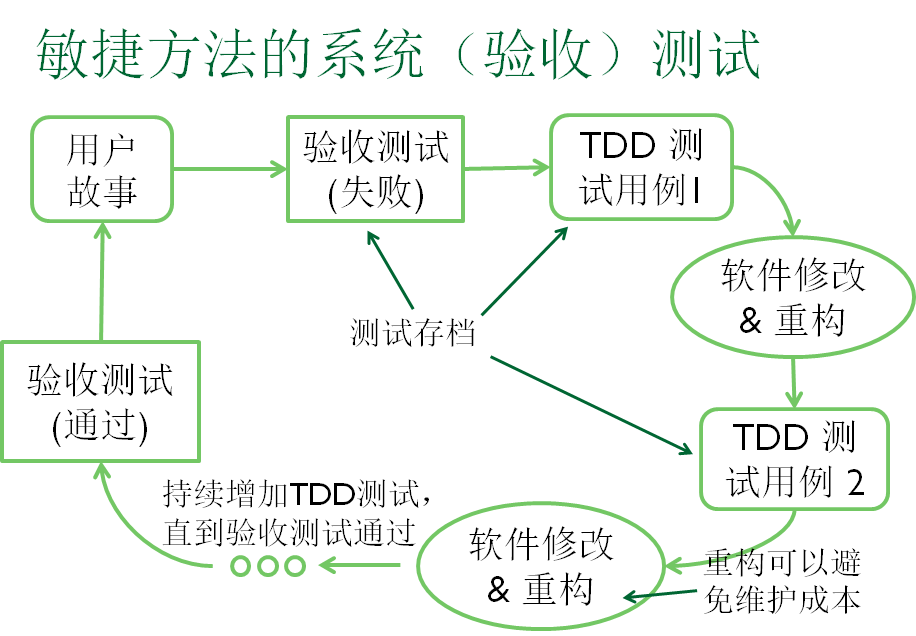 敏捷方法的系统（验收）测试
用户
故事
验收测试
(失败)
TDD 测
试用例1
软件修改
& 重构
测试存档
验收测试
(通过)
TDD 测
试用例 2
持续增加TDD测试，
直到验收测试通过
软件修改
& 重构
重构可以避
免维护成本